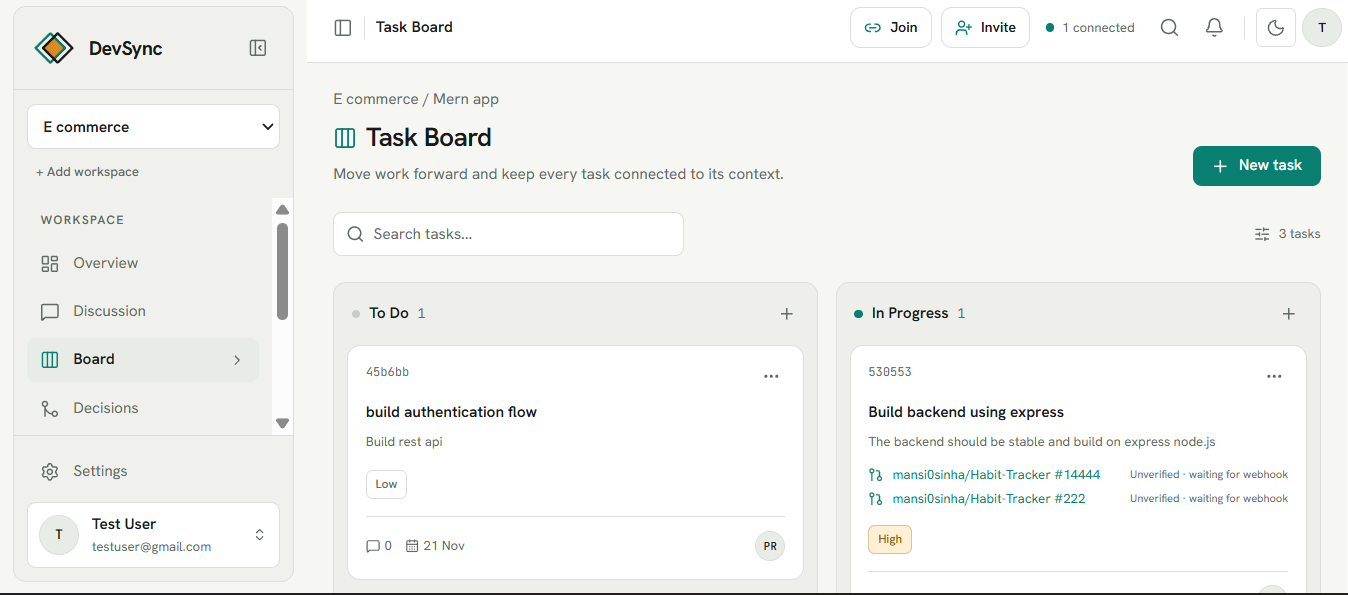 DevSync
E commerce
+ Add workspace
WORKSPACE
Overview
Discussion
Board
Decisions
Settings
T
Test User
testuser@gmail.com
Task Board
Join
Invite
1 connected
T
E commerce / Mern app
Task Board
Move work forward and keep every task connected to its context.
New task
Search tasks...
3 tasks
To Do 1
45b6bb
build authentication flow
Build rest api
Low
0 21 Nov
PR
In Progress 1
530553
Build backend using express
The backend should be stable and build on express node.js
mansi0sinha/Habit-Tracker #14444 Unverified · waiting for webhook
mansi0sinha/Habit-Tracker #222 Unverified · waiting for webhook
High